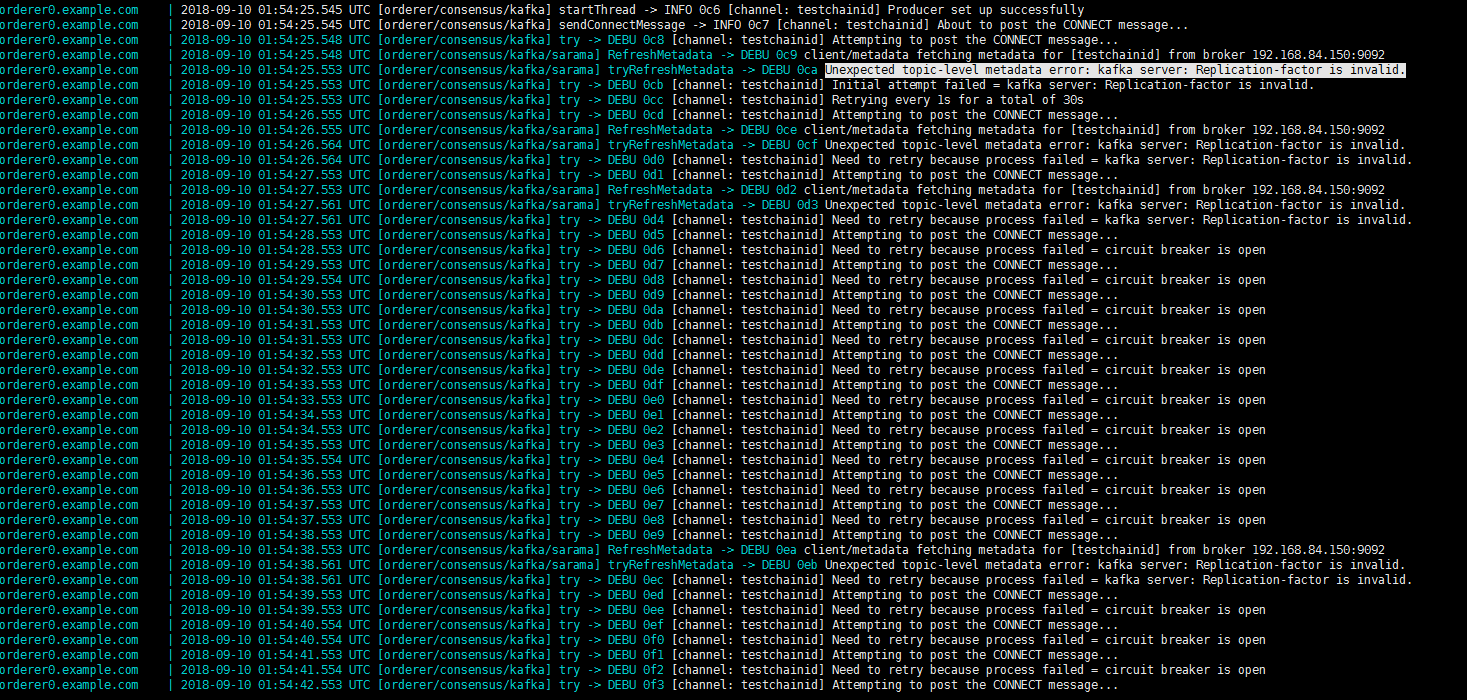 orderer0.example.com | 2018-09-10 01:54:25.545 UTC [orderer/consensus/kafka] startThread -> INFO 0c6 [channel: testchainid] Producer set up successfully
orderer0.example.com | 2018-09-10 01:54:25.545 UTC [orderer/consensus/kafka] sendConnectMessage -> INFO 0c7 [channel: testchainid] About to post the CONNECT message...
orderer0.example.com | 2018-09-10 01:54:25.548 UTC [orderer/consensus/kafka] try -> DEBU 0c8 [channel: testchainid] Attempting to post the CONNECT message...
orderer0.example.com | 2018-09-10 01:54:25.548 UTC [orderer/consensus/kafka/sarama] RefreshMetadata -> DEBU 0c9 client/metadata fetching metadata for [testchainid] from broker 192.168.84.150:9092
orderer0.example.com | 2018-09-10 01:54:25.553 UTC [orderer/consensus/kafka/sarama] tryRefreshMetadata -> DEBU 0ca Unexpected topic-level metadata error: kafka server: Replication-factor is invalid.
orderer0.example.com | 2018-09-10 01:54:25.553 UTC [orderer/consensus/kafka] try -> DEBU 0cb [channel: testchainid] Initial attempt failed = kafka server: Replication-factor is invalid.
orderer0.example.com | 2018-09-10 01:54:25.553 UTC [orderer/consensus/kafka] try -> DEBU 0cc [channel: testchainid] Retrying every 1s for a total of 30s
orderer0.example.com | 2018-09-10 01:54:26.555 UTC [orderer/consensus/kafka] try -> DEBU 0cd [channel: testchainid] Attempting to post the CONNECT message...
orderer0.example.com | 2018-09-10 01:54:26.555 UTC [orderer/consensus/kafka/sarama] RefreshMetadata -> DEBU 0ce client/metadata fetching metadata for [testchainid] from broker 192.168.84.150:9092
orderer0.example.com | 2018-09-10 01:54:26.564 UTC [orderer/consensus/kafka/sarama] tryRefreshMetadata -> DEBU 0cf Unexpected topic-level metadata error: kafka server: Replication-factor is invalid.
orderer0.example.com | 2018-09-10 01:54:26.564 UTC [orderer/consensus/kafka] try -> DEBU 0d0 [channel: testchainid] Need to retry because process failed = kafka server: Replication-factor is invalid.
orderer0.example.com | 2018-09-10 01:54:27.553 UTC [orderer/consensus/kafka] try -> DEBU 0d1 [channel: testchainid] Attempting to post the CONNECT message...
orderer0.example.com | 2018-09-10 01:54:27.553 UTC [orderer/consensus/kafka/sarama] RefreshMetadata -> DEBU 0d2 client/metadata fetching metadata for [testchainid] from broker 192.168.84.150:9092
orderer0.example.com | 2018-09-10 01:54:27.561 UTC [orderer/consensus/kafka/sarama] tryRefreshMetadata -> DEBU 0d3 Unexpected topic-level metadata error: kafka server: Replication-factor is invalid.
orderer0.example.com | 2018-09-10 01:54:27.561 UTC [orderer/consensus/kafka] try -> DEBU 0d4 [channel: testchainid] Need to retry because process failed = kafka server: Replication-factor is invalid.
orderer0.example.com | 2018-09-10 01:54:28.553 UTC [orderer/consensus/kafka] try -> DEBU 0d5 [channel: testchainid] Attempting to post the CONNECT message...
orderer0.example.com | 2018-09-10 01:54:28.553 UTC [orderer/consensus/kafka] try -> DEBU 0d6 [channel: testchainid] Need to retry because process failed = circuit breaker is open
orderer0.example.com | 2018-09-10 01:54:29.553 UTC [orderer/consensus/kafka] try -> DEBU 0d7 [channel: testchainid] Attempting to post the CONNECT message...
orderer0.example.com | 2018-09-10 01:54:29.554 UTC [orderer/consensus/kafka] try -> DEBU 0d8 [channel: testchainid] Need to retry because process failed = circuit breaker is open
orderer0.example.com | 2018-09-10 01:54:30.553 UTC [orderer/consensus/kafka] try -> DEBU 0d9 [channel: testchainid] Attempting to post the CONNECT message...
orderer0.example.com | 2018-09-10 01:54:30.553 UTC [orderer/consensus/kafka] try -> DEBU 0da [channel: testchainid] Need to retry because process failed = circuit breaker is open
orderer0.example.com | 2018-09-10 01:54:31.553 UTC [orderer/consensus/kafka] try -> DEBU 0db [channel: testchainid] Attempting to post the CONNECT message...
orderer0.example.com | 2018-09-10 01:54:31.553 UTC [orderer/consensus/kafka] try -> DEBU 0dc [channel: testchainid] Need to retry because process failed = circuit breaker is open
orderer0.example.com | 2018-09-10 01:54:32.553 UTC [orderer/consensus/kafka] try -> DEBU 0dd [channel: testchainid] Attempting to post the CONNECT message...
orderer0.example.com | 2018-09-10 01:54:32.553 UTC [orderer/consensus/kafka] try -> DEBU 0de [channel: testchainid] Need to retry because process failed = circuit breaker is open
orderer0.example.com | 2018-09-10 01:54:33.553 UTC [orderer/consensus/kafka] try -> DEBU 0df [channel: testchainid] Attempting to post the CONNECT message...
orderer0.example.com | 2018-09-10 01:54:33.553 UTC [orderer/consensus/kafka] try -> DEBU 0e0 [channel: testchainid] Need to retry because process failed = circuit breaker is open
orderer0.example.com | 2018-09-10 01:54:34.553 UTC [orderer/consensus/kafka] try -> DEBU 0e1 [channel: testchainid] Attempting to post the CONNECT message...
orderer0.example.com | 2018-09-10 01:54:34.553 UTC [orderer/consensus/kafka] try -> DEBU 0e2 [channel: testchainid] Need to retry because process failed = circuit breaker is open
orderer0.example.com | 2018-09-10 01:54:35.553 UTC [orderer/consensus/kafka] try -> DEBU 0e3 [channel: testchainid] Attempting to post the CONNECT message...
orderer0.example.com | 2018-09-10 01:54:35.554 UTC [orderer/consensus/kafka] try -> DEBU 0e4 [channel: testchainid] Need to retry because process failed = circuit breaker is open
orderer0.example.com | 2018-09-10 01:54:36.553 UTC [orderer/consensus/kafka] try -> DEBU 0e5 [channel: testchainid] Attempting to post the CONNECT message...
orderer0.example.com | 2018-09-10 01:54:36.553 UTC [orderer/consensus/kafka] try -> DEBU 0e6 [channel: testchainid] Need to retry because process failed = circuit breaker is open
orderer0.example.com | 2018-09-10 01:54:37.553 UTC [orderer/consensus/kafka] try -> DEBU 0e7 [channel: testchainid] Attempting to post the CONNECT message...
orderer0.example.com | 2018-09-10 01:54:37.553 UTC [orderer/consensus/kafka] try -> DEBU 0e8 [channel: testchainid] Need to retry because process failed = circuit breaker is open
orderer0.example.com | 2018-09-10 01:54:38.553 UTC [orderer/consensus/kafka] try -> DEBU 0e9 [channel: testchainid] Attempting to post the CONNECT message...
orderer0.example.com | 2018-09-10 01:54:38.553 UTC [orderer/consensus/kafka/sarama] RefreshMetadata -> DEBU 0ea client/metadata fetching metadata for [testchainid] from broker 192.168.84.150:9092
orderer0.example.com | 2018-09-10 01:54:38.561 UTC [orderer/consensus/kafka/sarama] tryRefreshMetadata -> DEBU 0eb Unexpected topic-level metadata error: kafka server: Replication-factor is invalid.
orderer0.example.com | 2018-09-10 01:54:38.561 UTC [orderer/consensus/kafka] try -> DEBU 0ec [channel: testchainid] Need to retry because process failed = kafka server: Replication-factor is invalid.
orderer0.example.com | 2018-09-10 01:54:39.553 UTC [orderer/consensus/kafka] try -> DEBU 0ed [channel: testchainid] Attempting to post the CONNECT message...
orderer0.example.com | 2018-09-10 01:54:39.553 UTC [orderer/consensus/kafka] try -> DEBU 0ee [channel: testchainid] Need to retry because process failed = circuit breaker is open
orderer0.example.com | 2018-09-10 01:54:40.554 UTC [orderer/consensus/kafka] try -> DEBU 0ef [channel: testchainid] Attempting to post the CONNECT message...
orderer0.example.com | 2018-09-10 01:54:40.554 UTC [orderer/consensus/kafka] try -> DEBU 0f0 [channel: testchainid] Need to retry because process failed = circuit breaker is open
orderer0.example.com | 2018-09-10 01:54:41.553 UTC [orderer/consensus/kafka] try -> DEBU 0f1 [channel: testchainid] Attempting to post the CONNECT message...
orderer0.example.com | 2018-09-10 01:54:41.554 UTC [orderer/consensus/kafka] try -> DEBU 0f2 [channel: testchainid] Need to retry because process failed = circuit breaker is open
orderer0.example.com | 2018-09-10 01:54:42.553 UTC [orderer/consensus/kafka] try -> DEBU 0f3 [channel: testchainid] Attempting to post the CONNECT message...